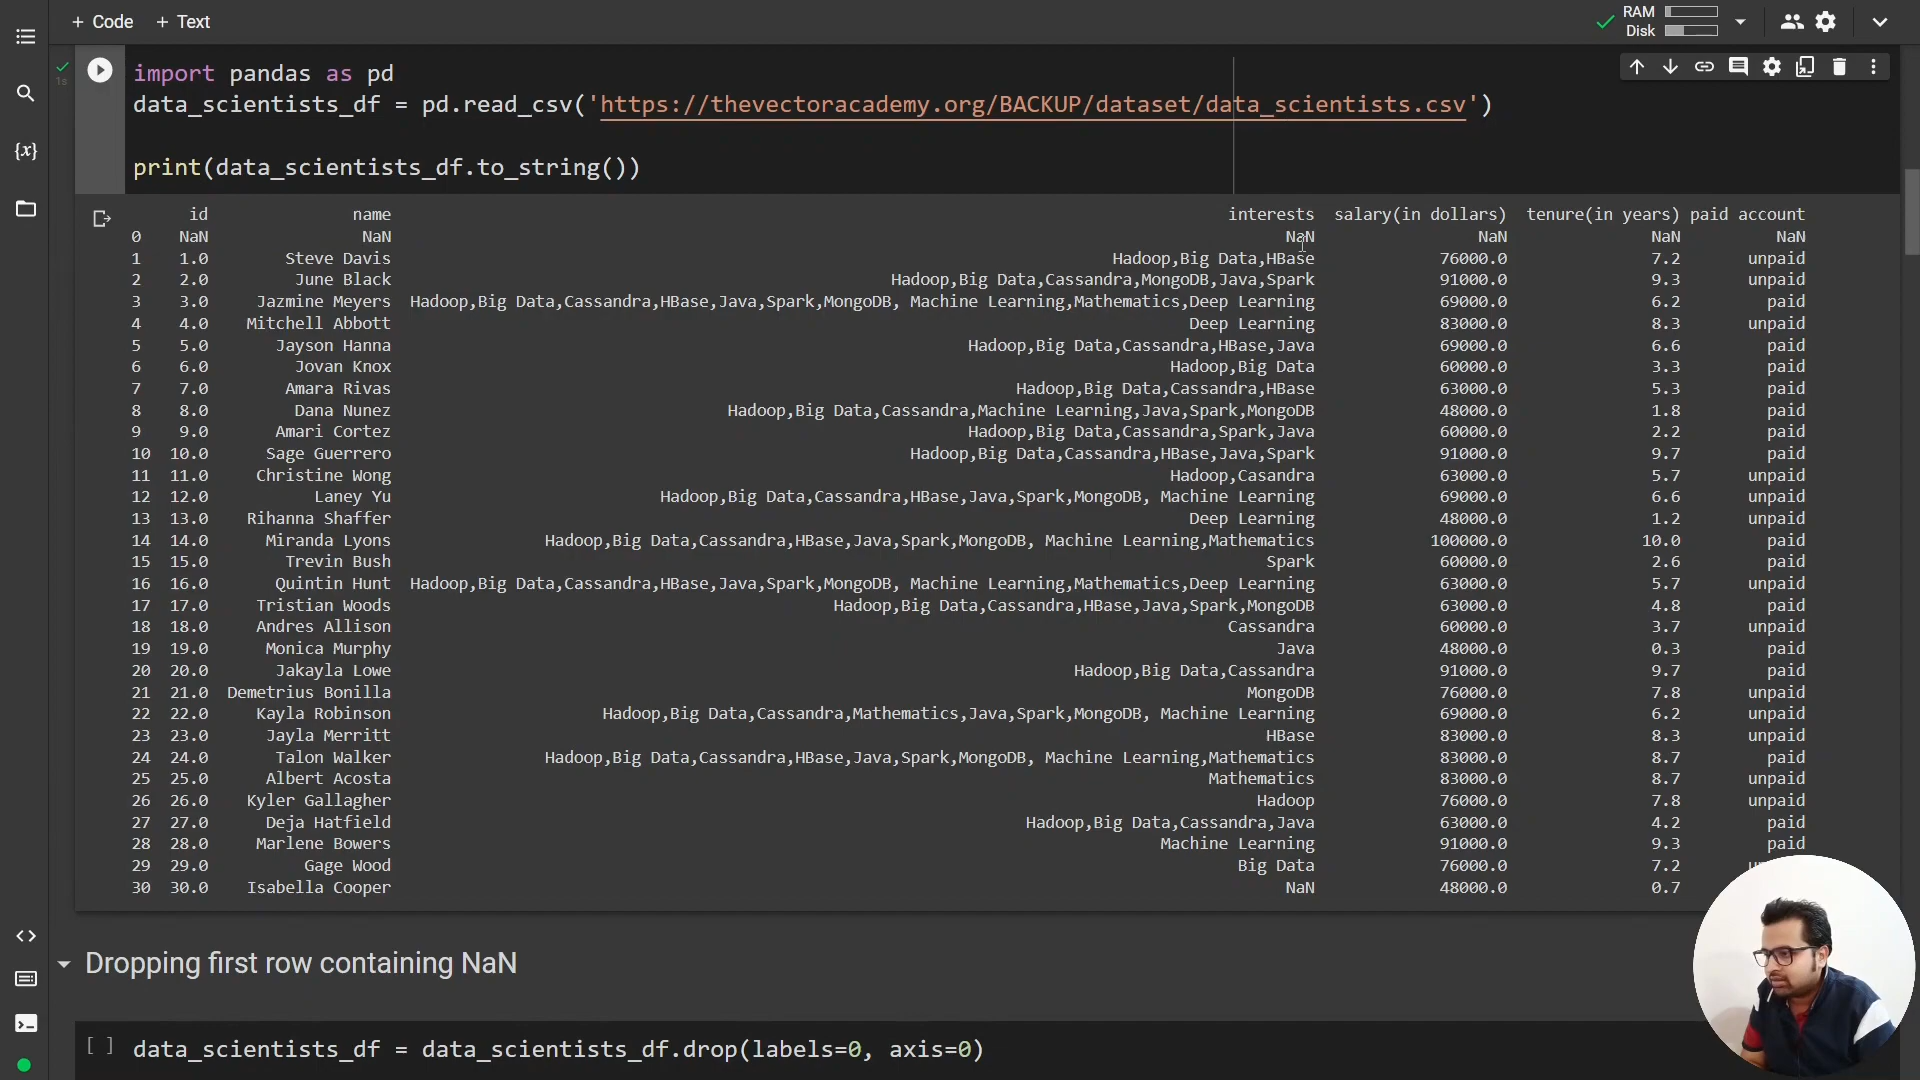 + Code + Text
RAM
Disk
1s
import pandas as pd
data_scientists_df = pd.read_csv('https://thevectoracademy.org/BACKUP/dataset/data_scientists.csv')
print(data_scientists_df.to_string())
id name interests salary(in dollars) tenure(in years) paid account
0 NaN NaN NaN NaN NaN NaN
1 1.0 Steve Davis Hadoop,Big Data,HBase 76000.0 7.2 unpaid
2 2.0 June Black Hadoop,Big Data,Cassandra,MongoDB,Java,Spark 91000.0 9.3 unpaid
3 3.0 Jazmine Meyers Hadoop,Big Data,Cassandra,HBase,Java,Spark,MongoDB, Machine Learning,Mathematics,Deep Learning 69000.0 6.2 paid
4 4.0 Mitchell Abbott Deep Learning 83000.0 8.3 unpaid
5 5.0 Jayson Hanna Hadoop,Big Data,Cassandra,HBase,Java 69000.0 6.6 paid
6 6.0 Jovan Knox Hadoop,Big Data 60000.0 3.3 paid
7 7.0 Amara Rivas Hadoop,Big Data,Cassandra,HBase 63000.0 5.3 paid
8 8.0 Dana Nunez Hadoop,Big Data,Cassandra,Machine Learning,Java,Spark,MongoDB 48000.0 1.8 paid
9 9.0 Amari Cortez Hadoop,Big Data,Cassandra,Spark,Java 60000.0 2.2 paid
10 10.0 Sage Guerrero Hadoop,Big Data,Cassandra,HBase,Java,Spark 91000.0 9.7 paid
11 11.0 Christine Wong Hadoop,Casandra 63000.0 5.7 unpaid
12 12.0 Laney Yu Hadoop,Big Data,Cassandra,HBase,Java,Spark,MongoDB, Machine Learning 69000.0 6.6 unpaid
13 13.0 Rihanna Shaffer Deep Learning 48000.0 1.2 unpaid
14 14.0 Miranda Lyons Hadoop,Big Data,Cassandra,HBase,Java,Spark,MongoDB, Machine Learning,Mathematics 100000.0 10.0 paid
15 15.0 Trevin Bush Spark 60000.0 2.6 paid
16 16.0 Quintin Hunt Hadoop,Big Data,Cassandra,HBase,Java,Spark,MongoDB, Machine Learning,Mathematics,Deep Learning 63000.0 5.7 unpaid
17 17.0 Tristian Woods Hadoop,Big Data,Cassandra,HBase,Java,Spark,MongoDB 63000.0 4.8 paid
18 18.0 Andres Allison Cassandra 60000.0 3.7 unpaid
19 19.0 Monica Murphy Java 48000.0 0.3 paid
20 20.0 Jakayla Lowe Hadoop,Big Data,Cassandra 91000.0 9.7 paid
21 21.0 Demetrius Bonilla MongoDB 76000.0 7.8 unpaid
22 22.0 Kayla Robinson Hadoop,Big Data,Cassandra,Mathematics,Java,Spark,MongoDB, Machine Learning 69000.0 6.2 unpaid
23 23.0 Jayla Merritt HBase 83000.0 8.3 unpaid
24 24.0 Talon Walker Hadoop,Big Data,Cassandra,HBase,Java,Spark,MongoDB, Machine Learning,Mathematics 83000.0 8.7 paid
25 25.0 Albert Acosta Mathematics 83000.0 8.7 unpaid
26 26.0 Kyler Gallagher Hadoop 76000.0 7.8 unpaid
27 27.0 Deja Hatfield Hadoop,Big Data,Cassandra,Java 63000.0 4.2 paid
28 28.0 Marlene Bowers Machine Learning 91000.0 9.3 paid
29 29.0 Gage Wood Big Data 76000.0 7.2
30 30.0 Isabella Cooper NaN 48000.0 0.7
Dropping first row containing NaN
[ ] data_scientists_df = data_scientists_df.drop(labels=0, axis=0)